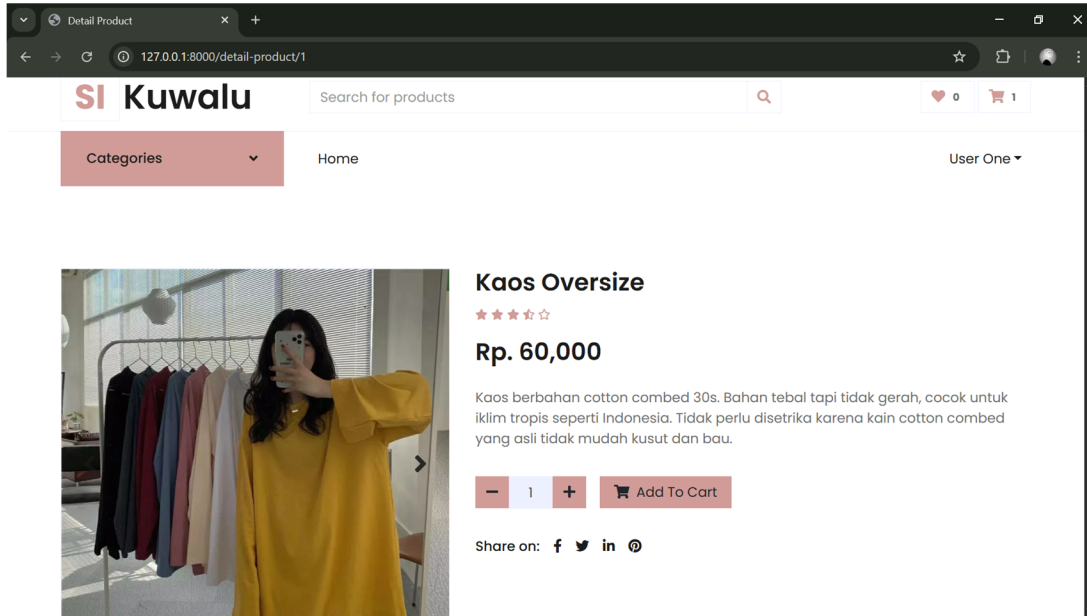 Detail Product
127.0.0.1:8000/detail-product/1
SI Kuwalu
Search for products
0
1
Categories
Home
User One
Kaos Oversize
Rp. 60,000
Kaos berbahan cotton combed 30s. Bahan tebal tapi tidak gerah, cocok untuk
iklim tropis seperti Indonesia. Tidak perlu disetrika karena kain cotton combed
yang asli tidak mudah kusut dan bau.
1
Add To Cart
Share on: